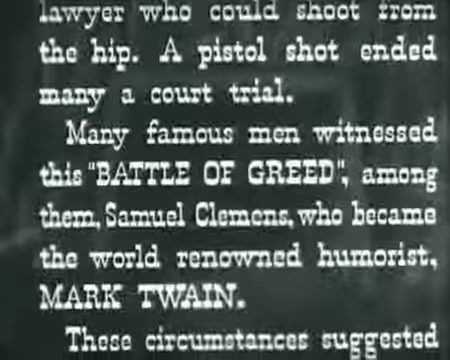 lawyer who could shoot from
the hip. A pistol shot ended
many a court trial.
Many famous men witnessed
this "BATTLE OF GREED", among
them, Samuel Clemens, who became
the world renowned humorist,
MARK TWAIN.
These circumstances suggested